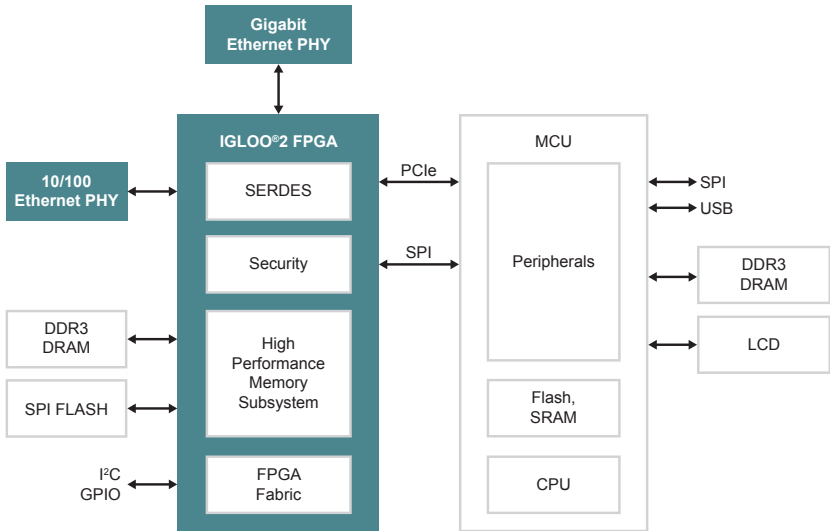 Gigabit
Ethernet PHY
IGLOO®2 FPGA
MCU
10/100
Ethernet PHY
SERDES
PCIe
SPI
USB
Security
SPI
Peripherals
DDR3
DRAM
DDR3
DRAM
High
Performance
Memory
Subsystem
LCD
SPI FLASH
Flash,
SRAM
I²C
GPIO
FPGA
Fabric
CPU